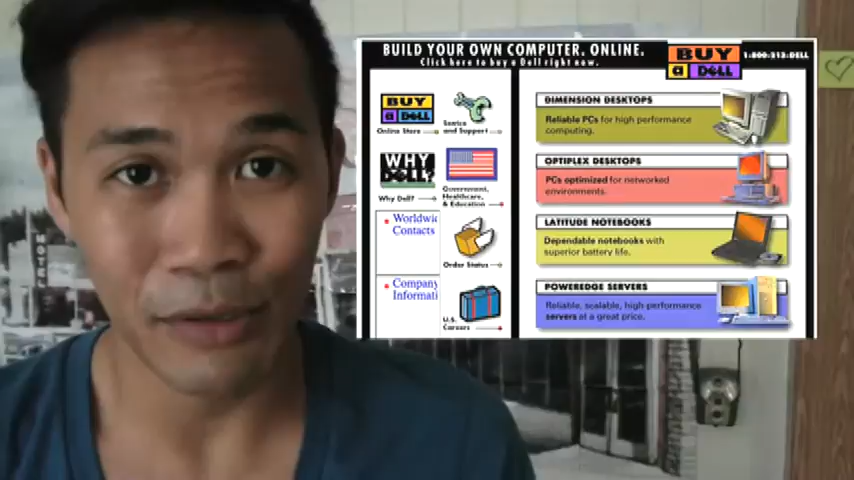 BUILD YOUR OWN COMPUTER. ONLINE.
Click here to buy a Dell right now.
BUY
a DELL
1-800-213-DELL
BUY
a DELL
Online Store
Service
and Support
WHY
DELL?
Why Dell?
Government,
Healthcare,
& Education
Worldwid
Contacts
Order Status
Company
Informati
U.S.
Careers
DIMENSION DESKTOPS
Reliable PCs for high performance
computing.
OPTIPLEX DESKTOPS
PCs optimized for networked
environments.
LATITUDE NOTEBOOKS
Dependable notebooks with
superior battery life.
POWEREDGE SERVERS
Reliable, scalable, high-performance
servers at a great price.
HOTEL